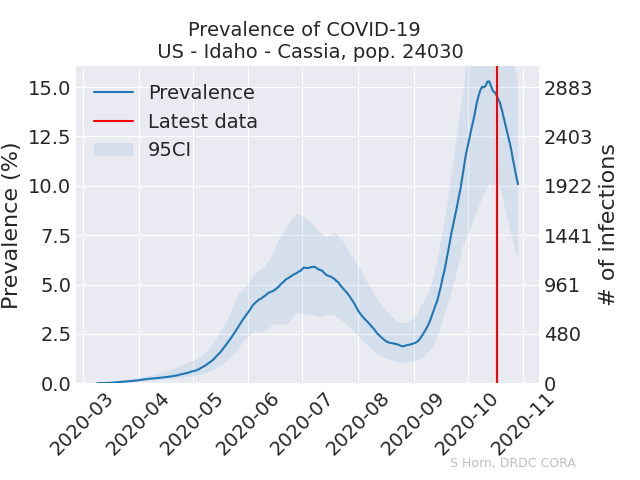 Prevalence of COVID-19
US - Idaho - Cassia, pop. 24030
Prevalence (%)
15.0
12.5
10.0
7.5
5.0
2.5
0.0
Prevalence
Latest data
95CI
2883
2403
1922
1441
961
480
0
# of infections
2020-03
2020-04
2020-05
2020-06
2020-07
2020-08
2020-09
2020-10
2020-11
S Horn, DRDC CORA